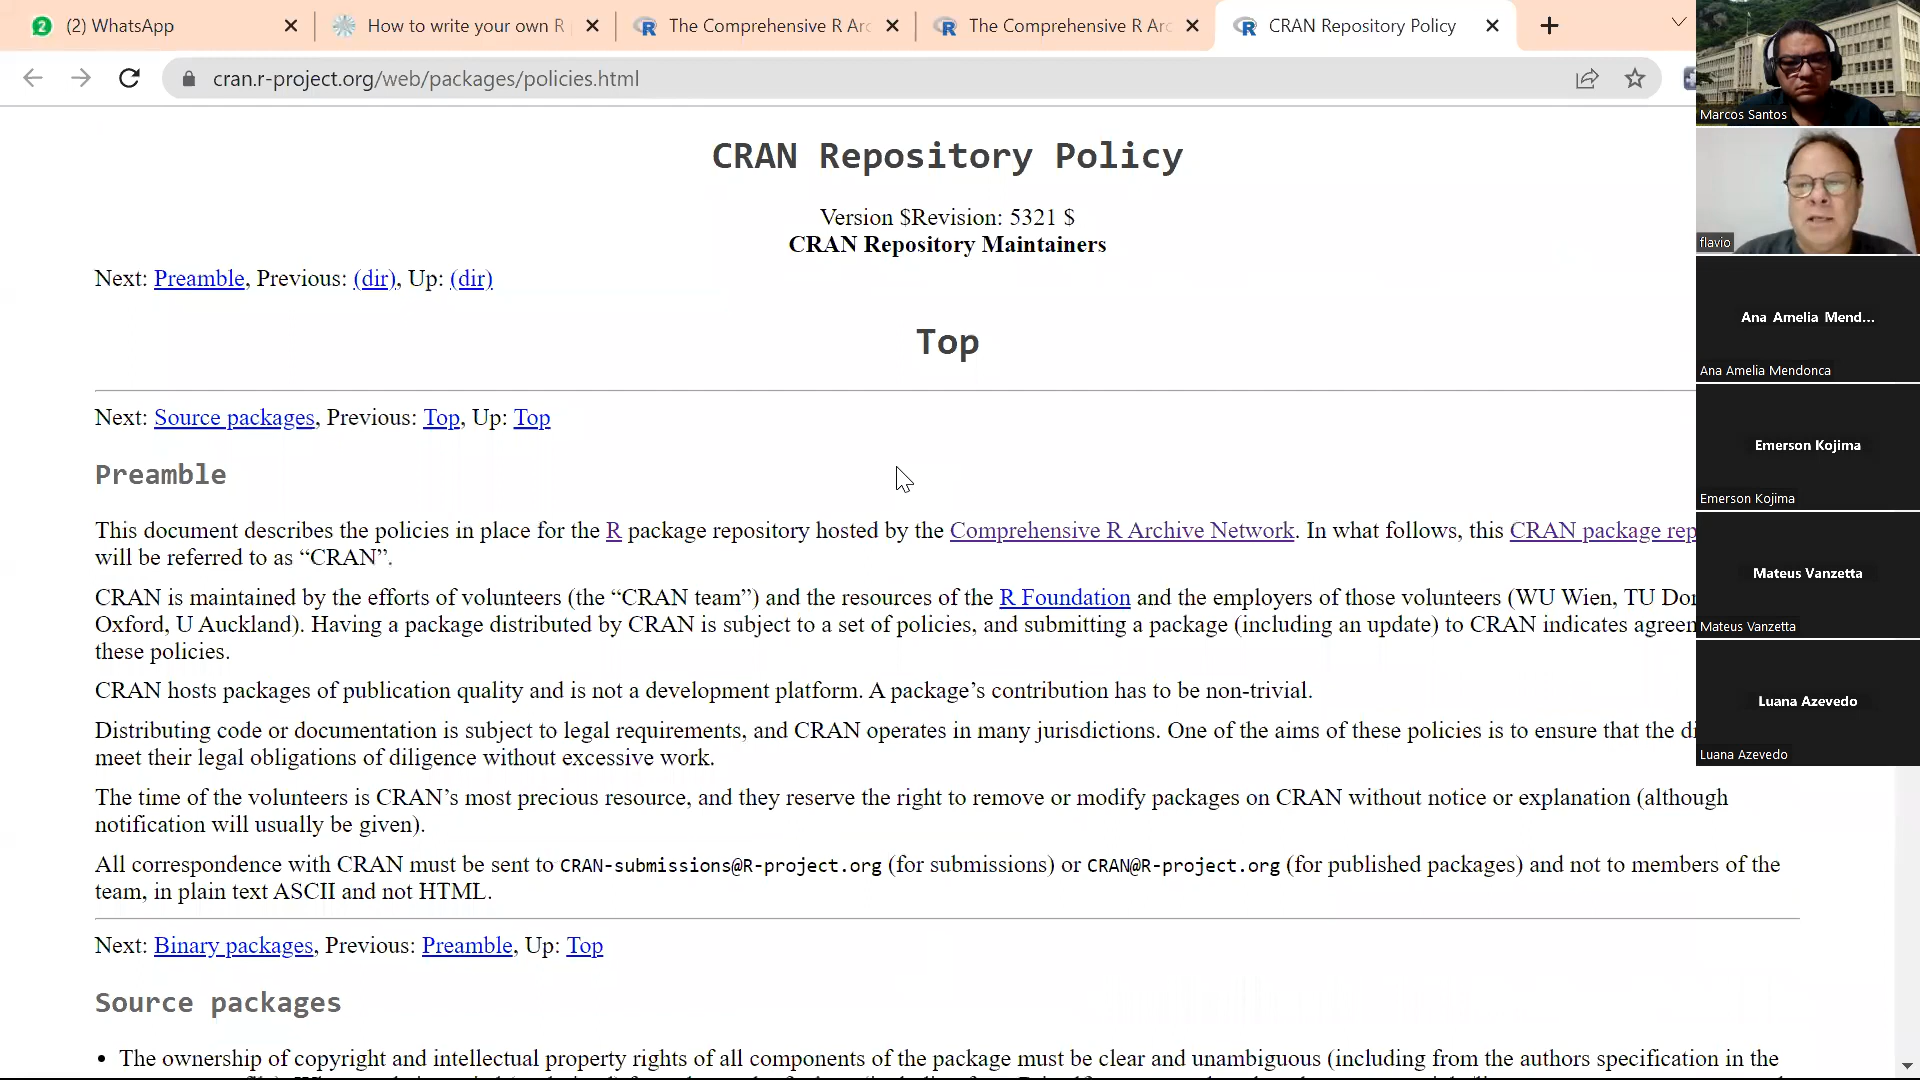 (2) WhatsApp
How to write your own R
The Comprehensive R Arc
The Comprehensive R Arc
CRAN Repository Policy
cran.r-project.org/web/packages/policies.html
CRAN Repository Policy
Version $Revision: 5321 $
CRAN Repository Maintainers
Next: Preamble, Previous: (dir), Up: (dir)
Top
Next: Source packages, Previous: Top, Up: Top
Preamble
This document describes the policies in place for the R package repository hosted by the Comprehensive R Archive Network. In what follows, this CRAN package rep
will be referred to as “CRAN”.
CRAN is maintained by the efforts of volunteers (the “CRAN team”) and the resources of the R Foundation and the employers of those volunteers (WU Wien, TU Dor
Oxford, U Auckland). Having a package distributed by CRAN is subject to a set of policies, and submitting a package (including an update) to CRAN indicates agreen
these policies.
CRAN hosts packages of publication quality and is not a development platform. A package’s contribution has to be non-trivial.
Distributing code or documentation is subject to legal requirements, and CRAN operates in many jurisdictions. One of the aims of these policies is to ensure that the di
meet their legal obligations of diligence without excessive work.
The time of the volunteers is CRAN’s most precious resource, and they reserve the right to remove or modify packages on CRAN without notice or explanation (although
notification will usually be given).
All correspondence with CRAN must be sent to CRAN-submissions@R-project.org (for submissions) or CRAN@R-project.org (for published packages) and not to members of the
team, in plain text ASCII and not HTML.
Next: Binary packages, Previous: Preamble, Up: Top
Source packages
• The ownership of copyright and intellectual property rights of all components of the package must be clear and unambiguous (including from the authors specification in the
Marcos Santos
flavio
Ana Amelia Mend...
Ana Amelia Mendonca
Emerson Kojima
Emerson Kojima
Mateus Vanzetta
Mateus Vanzetta
Luana Azevedo
Luana Azevedo